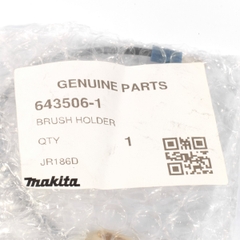 GENUINE PARTS
643506-1
BRUSH HOLDER
QTY 1
JR186D
makita